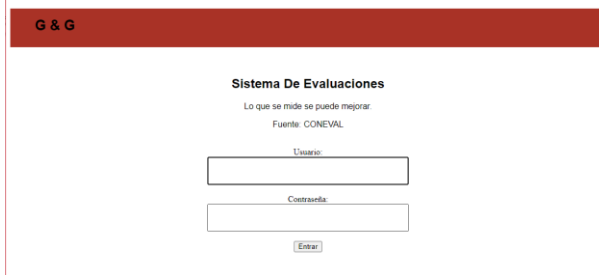 G & G
Sistema De Evaluaciones
Lo que se mide se puede mejorar.
Fuente: CONEVAL
Usuario:
Contraseña:
Entrar